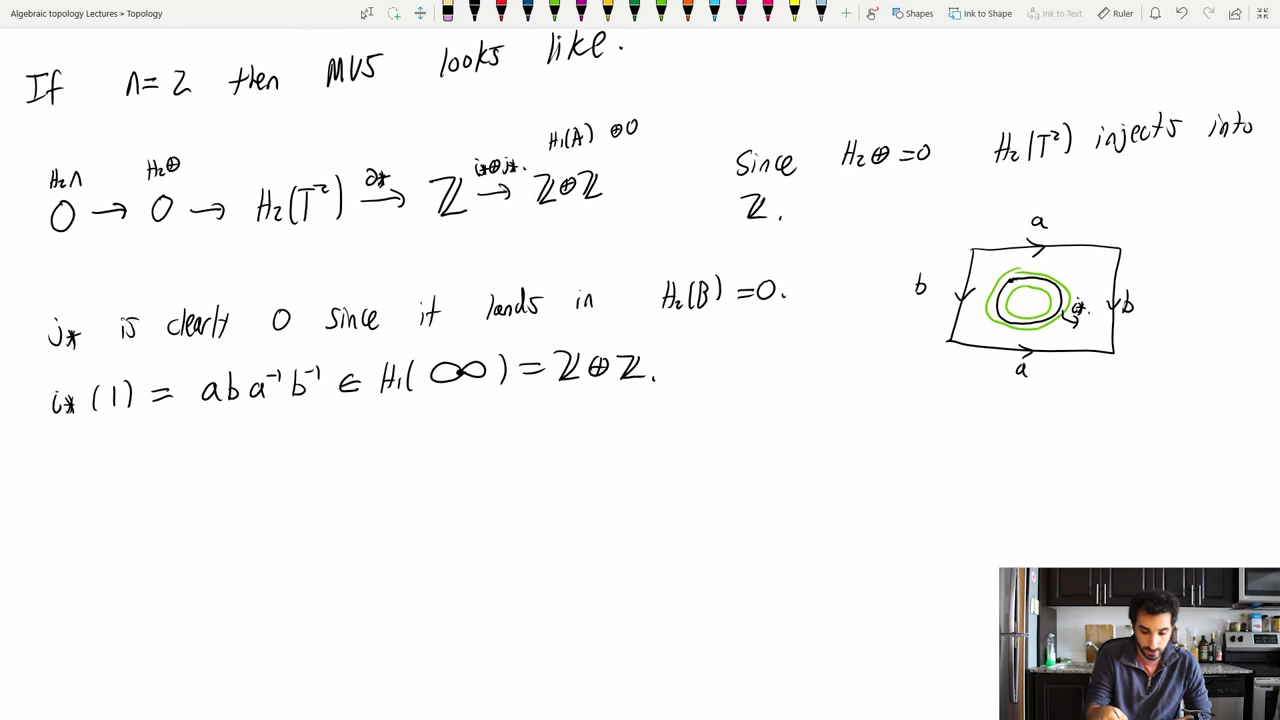 Algebraic topology Lectures » Topology
Shapes Ink to Shape Ink to Text Ruler
If n=2 then MVS looks like.
H₂∩ H₂⊕ ∂* i*⊕j*. H₁(A) ⊕0
0 → 0 → H₂(T²) → ℤ → ℤ⊕ℤ
Since H₂⊕=0 H₂(T²) injects into
ℤ.
a
b b
a
j* is clearly 0 since it lands in H₂(B) =0.
i*(1) = aba⁻¹b⁻¹ ∈ H₁(∞) = ℤ⊕ℤ.